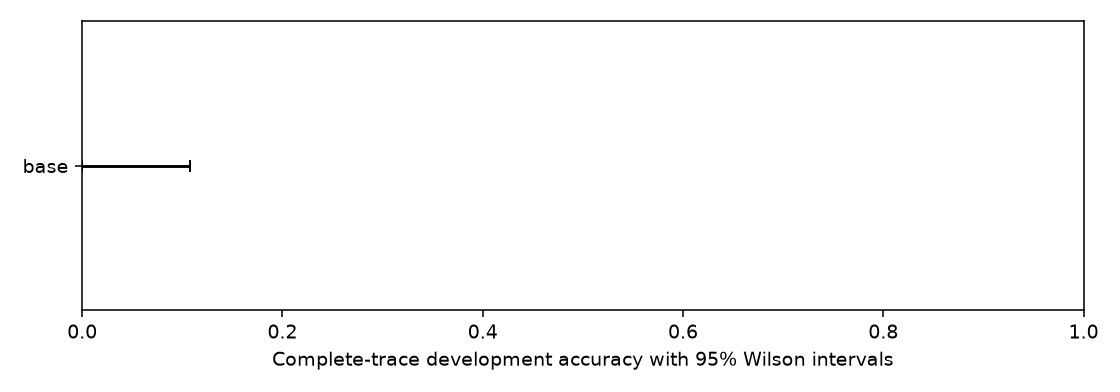 base
0.0 0.2 0.4 0.6 0.8 1.0
Complete-trace development accuracy with 95% Wilson intervals